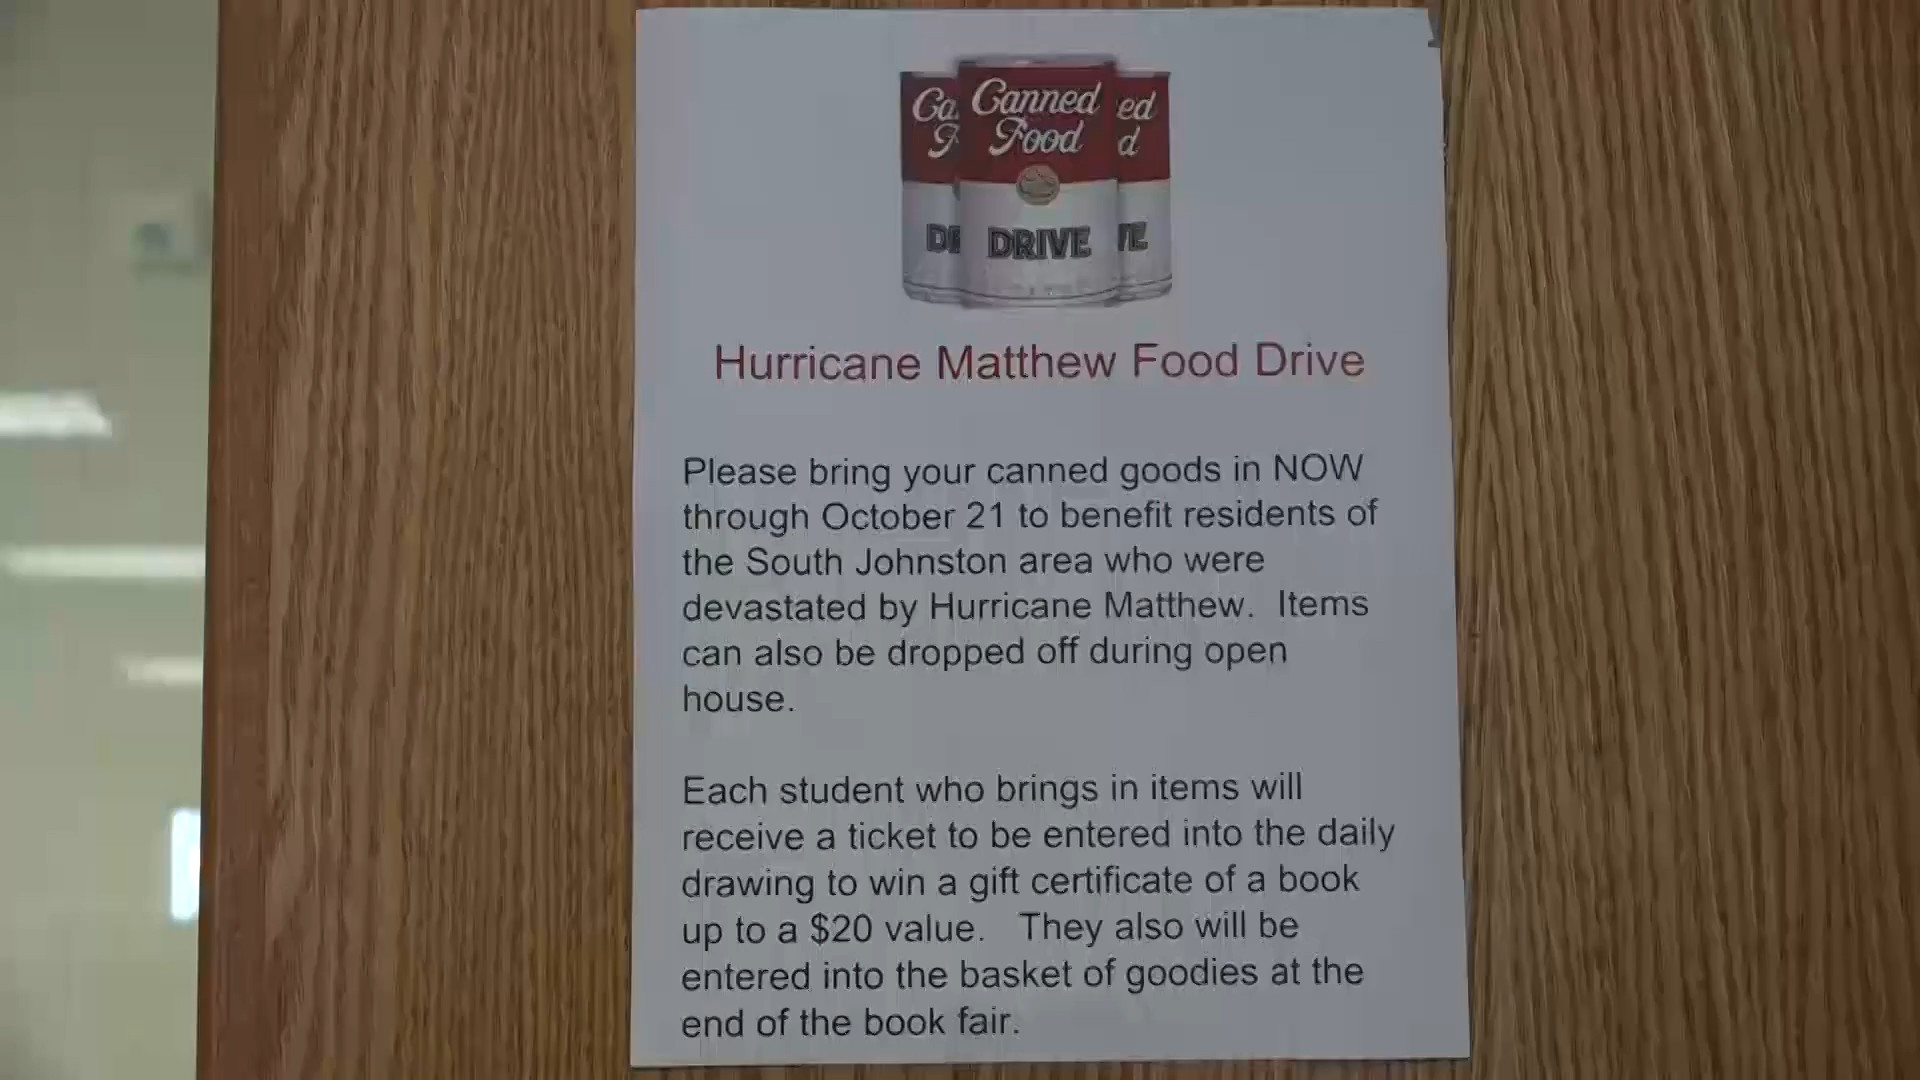 Ca Canned ed
F Food d
DR DRIVE VE
Hurricane Matthew Food Drive
Please bring your canned goods in NOW
through October 21 to benefit residents of
the South Johnston area who were
devastated by Hurricane Matthew. Items
can also be dropped off during open
house.
Each student who brings in items will
receive a ticket to be entered into the daily
drawing to win a gift certificate of a book
up to a $20 value. They also will be
entered into the basket of goodies at the
end of the book fair.